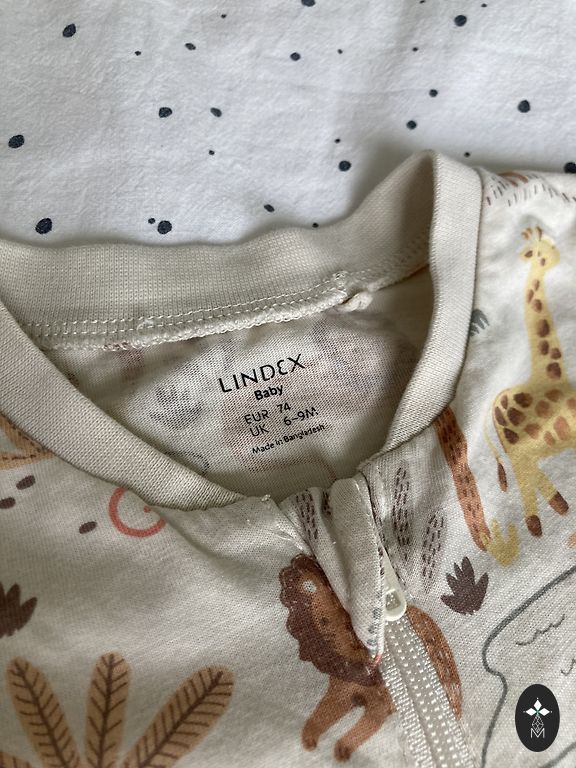 LINDEX
Baby
EUR 74
UK 6-9M
Made in Bangladesh
M